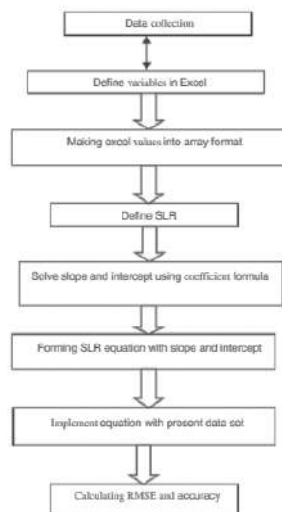 Data collection
Define variables in Excel
Making excel values into array format
Define SLR
Solve slope and intercept using coefficient formula
Forming SLR equation with slope and intercept
Implement equation with present data set
Calculating RMSE and accuracy